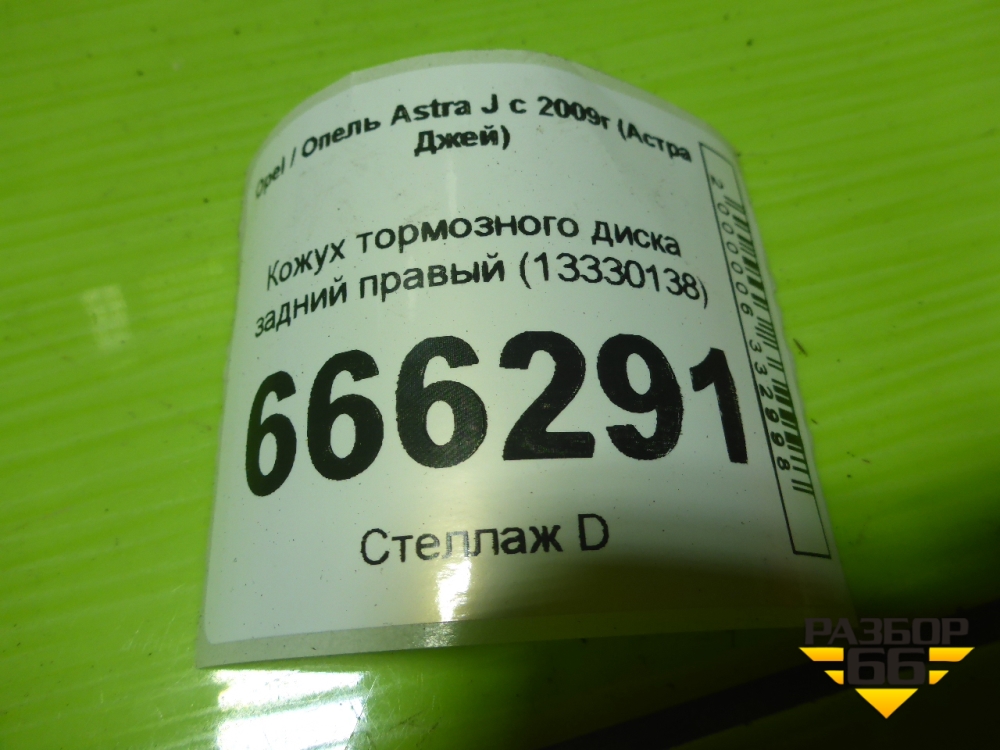 Opel / Опель Astra J с 2009г (Астра
Джей)
Кожух тормозного диска
задний правый (13330138)
666291
Стеллаж D
2000006332998
РАЗБОР
66